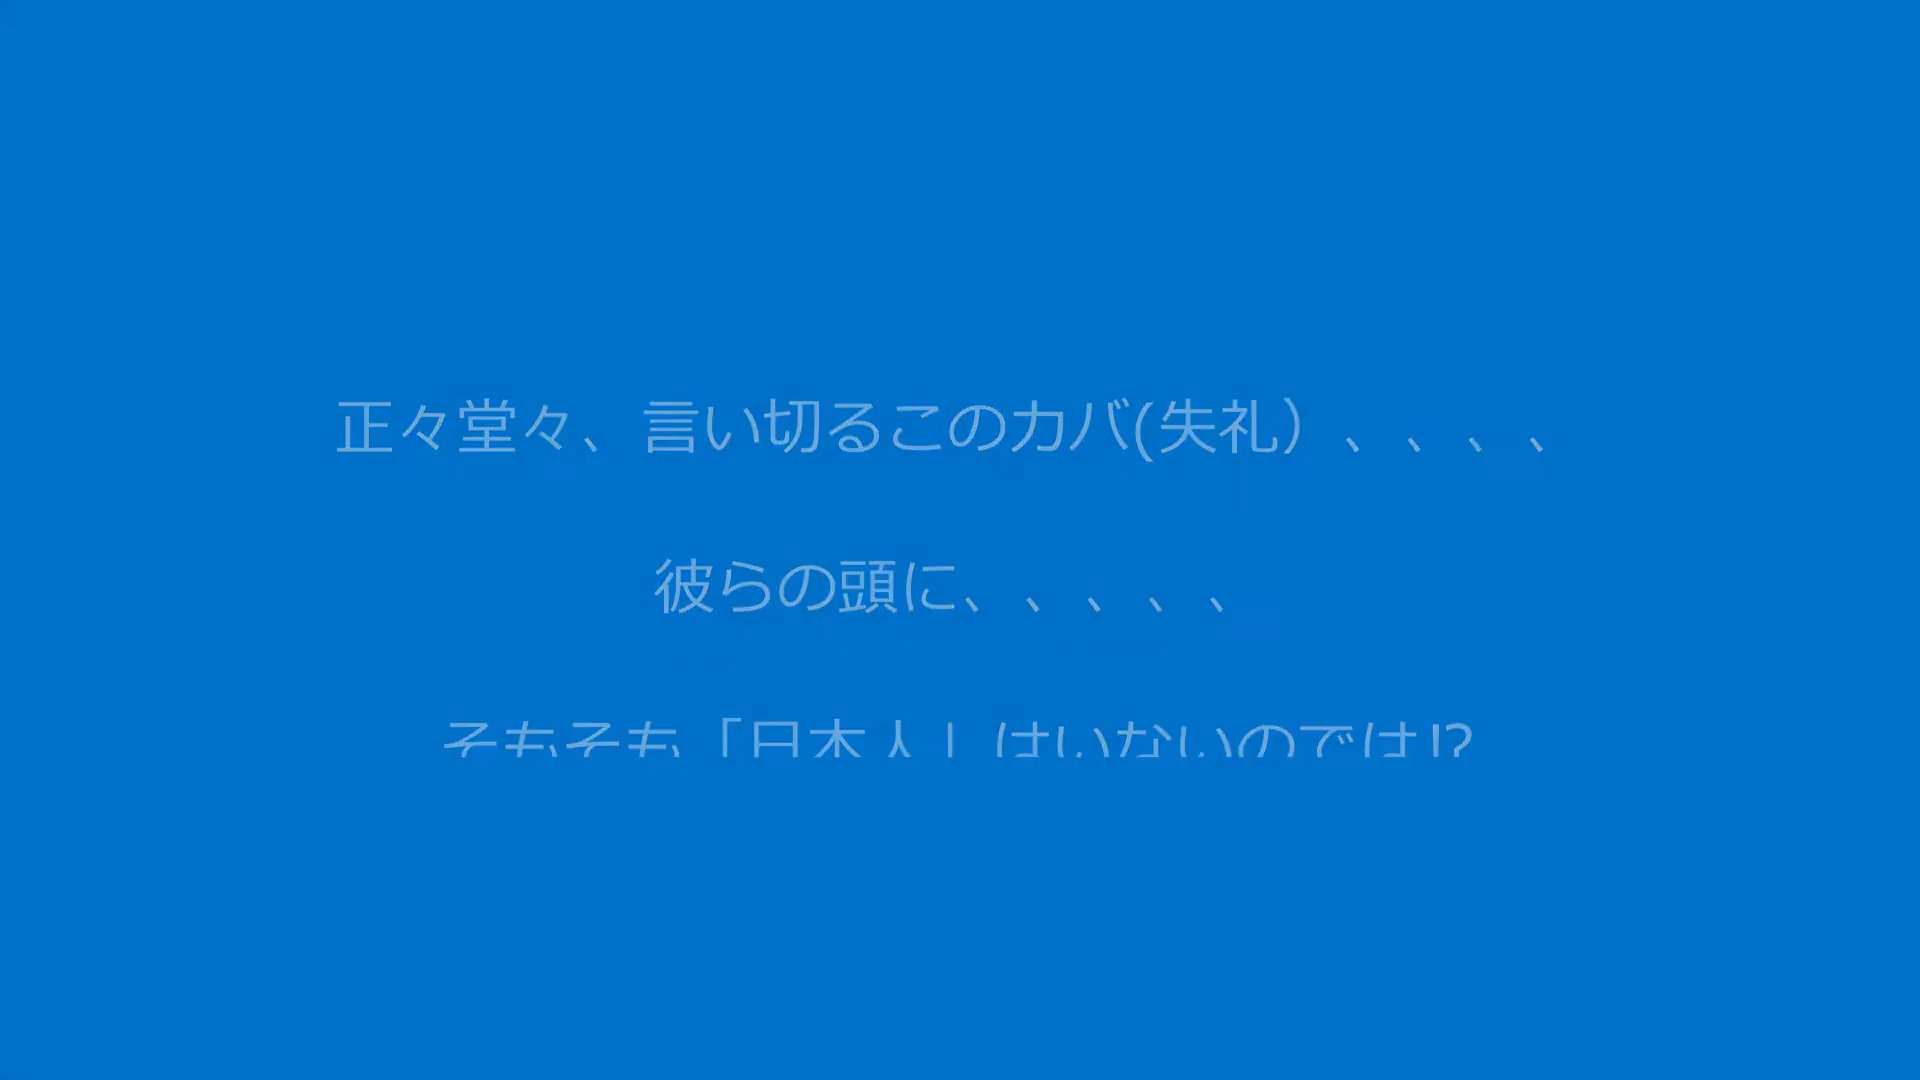 正々堂々、言い切るこのカバ(失礼）、、、、
彼らの頭に、、、、、
そもそも「日本人」はいないのでは!?